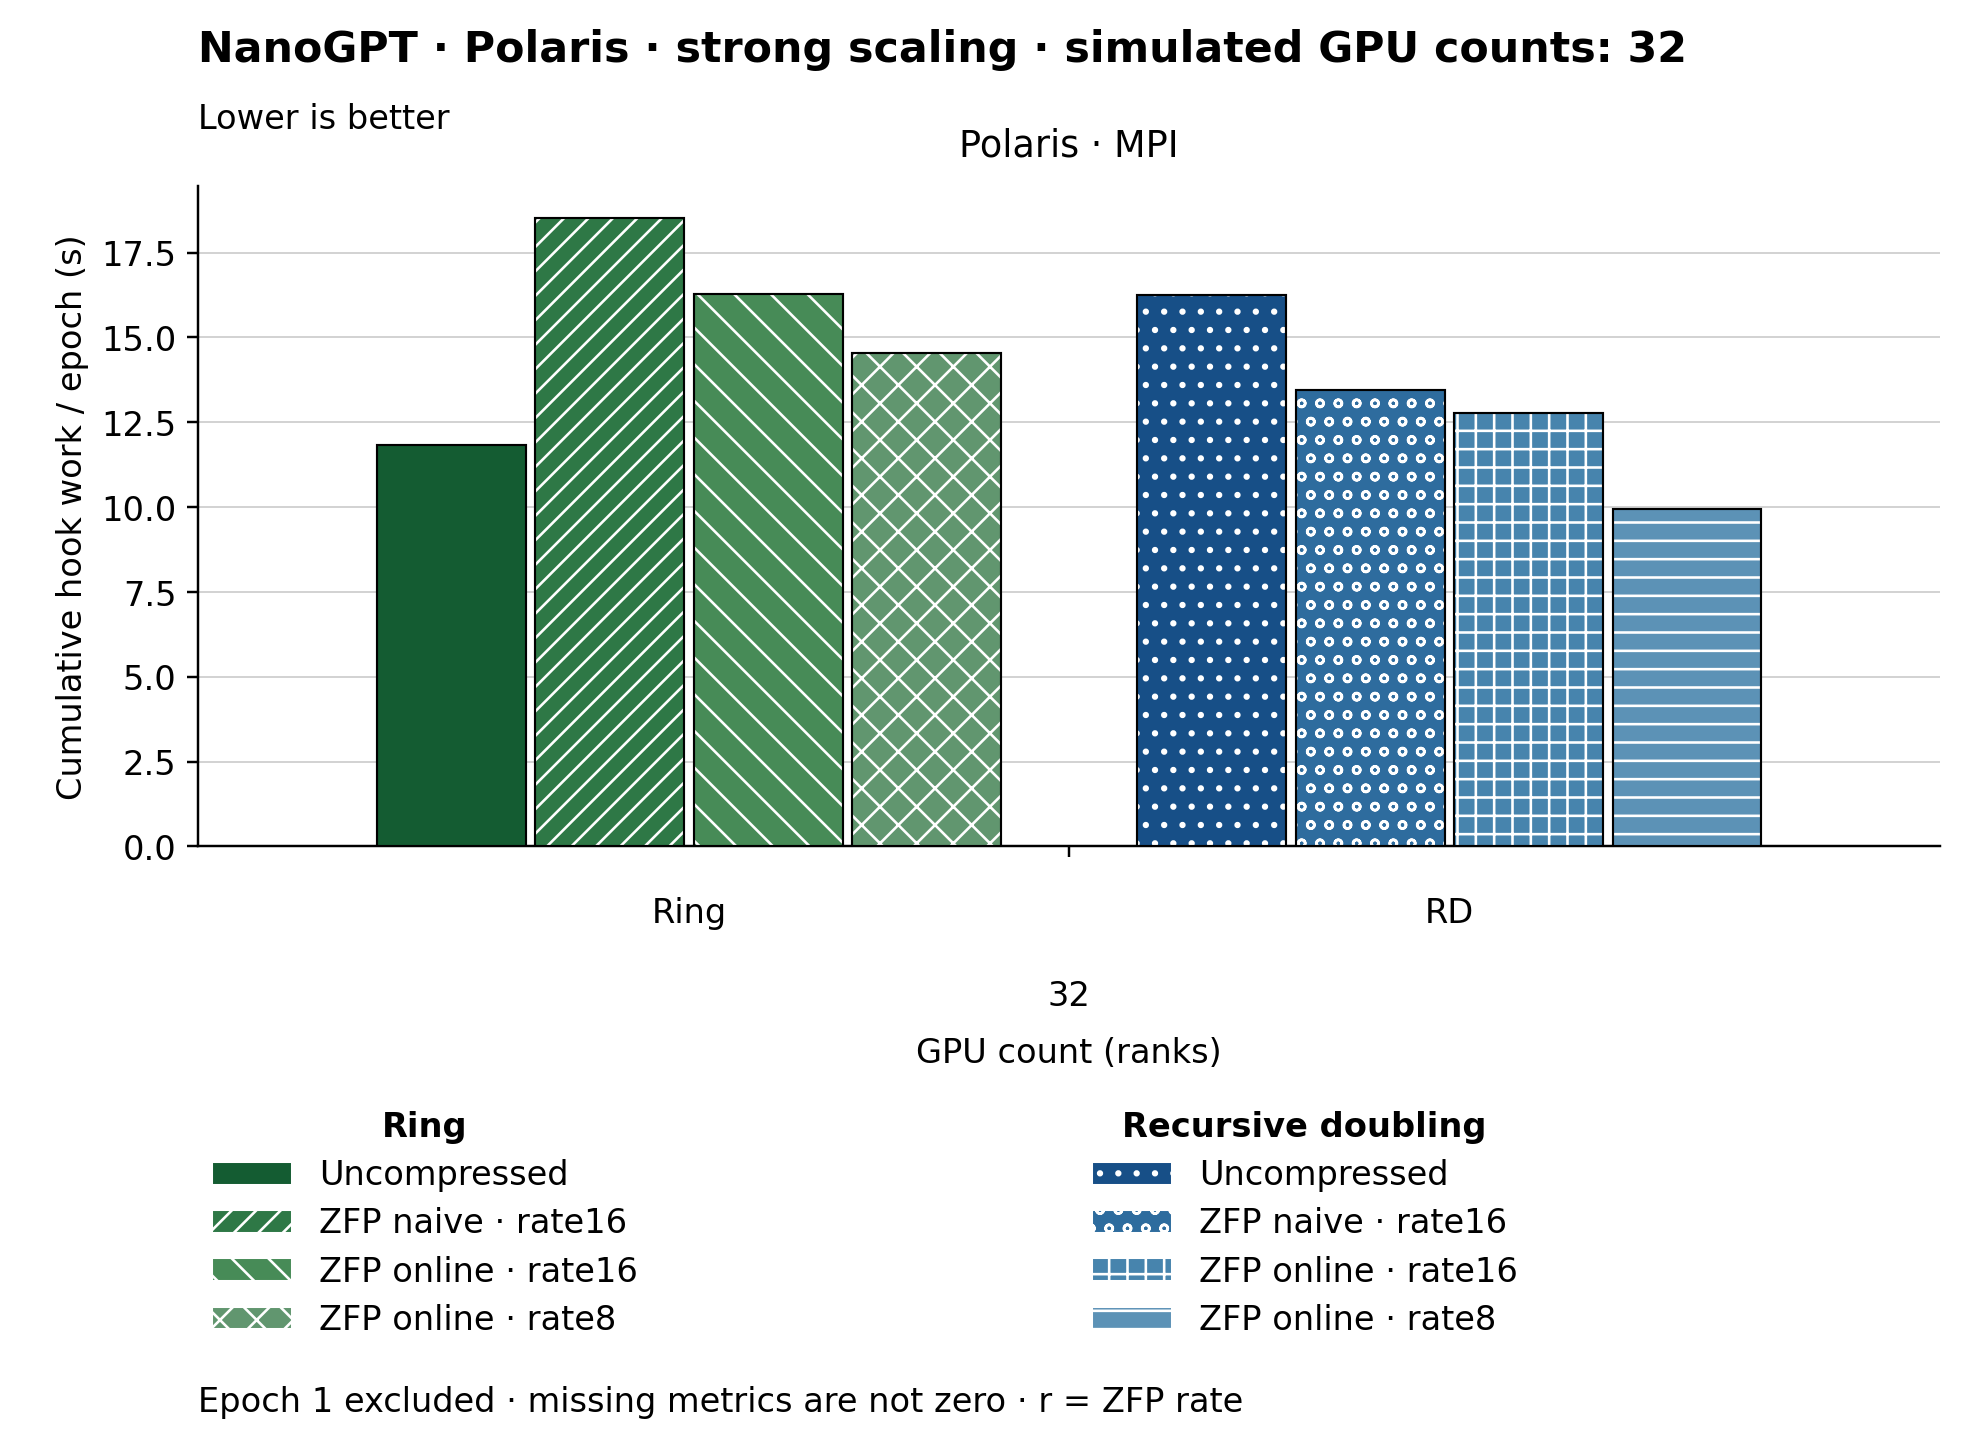 NanoGPT · Polaris · strong scaling · simulated GPU counts: 32
Lower is better
Polaris · MPI
Cumulative hook work / epoch (s)
17.5
15.0
12.5
10.0
7.5
5.0
2.5
0.0
Ring
RD
32
GPU count (ranks)
Ring
Uncompressed
ZFP naive · rate16
ZFP online · rate16
ZFP online · rate8
Recursive doubling
Uncompressed
ZFP naive · rate16
ZFP online · rate16
ZFP online · rate8
Epoch 1 excluded · missing metrics are not zero · r = ZFP rate